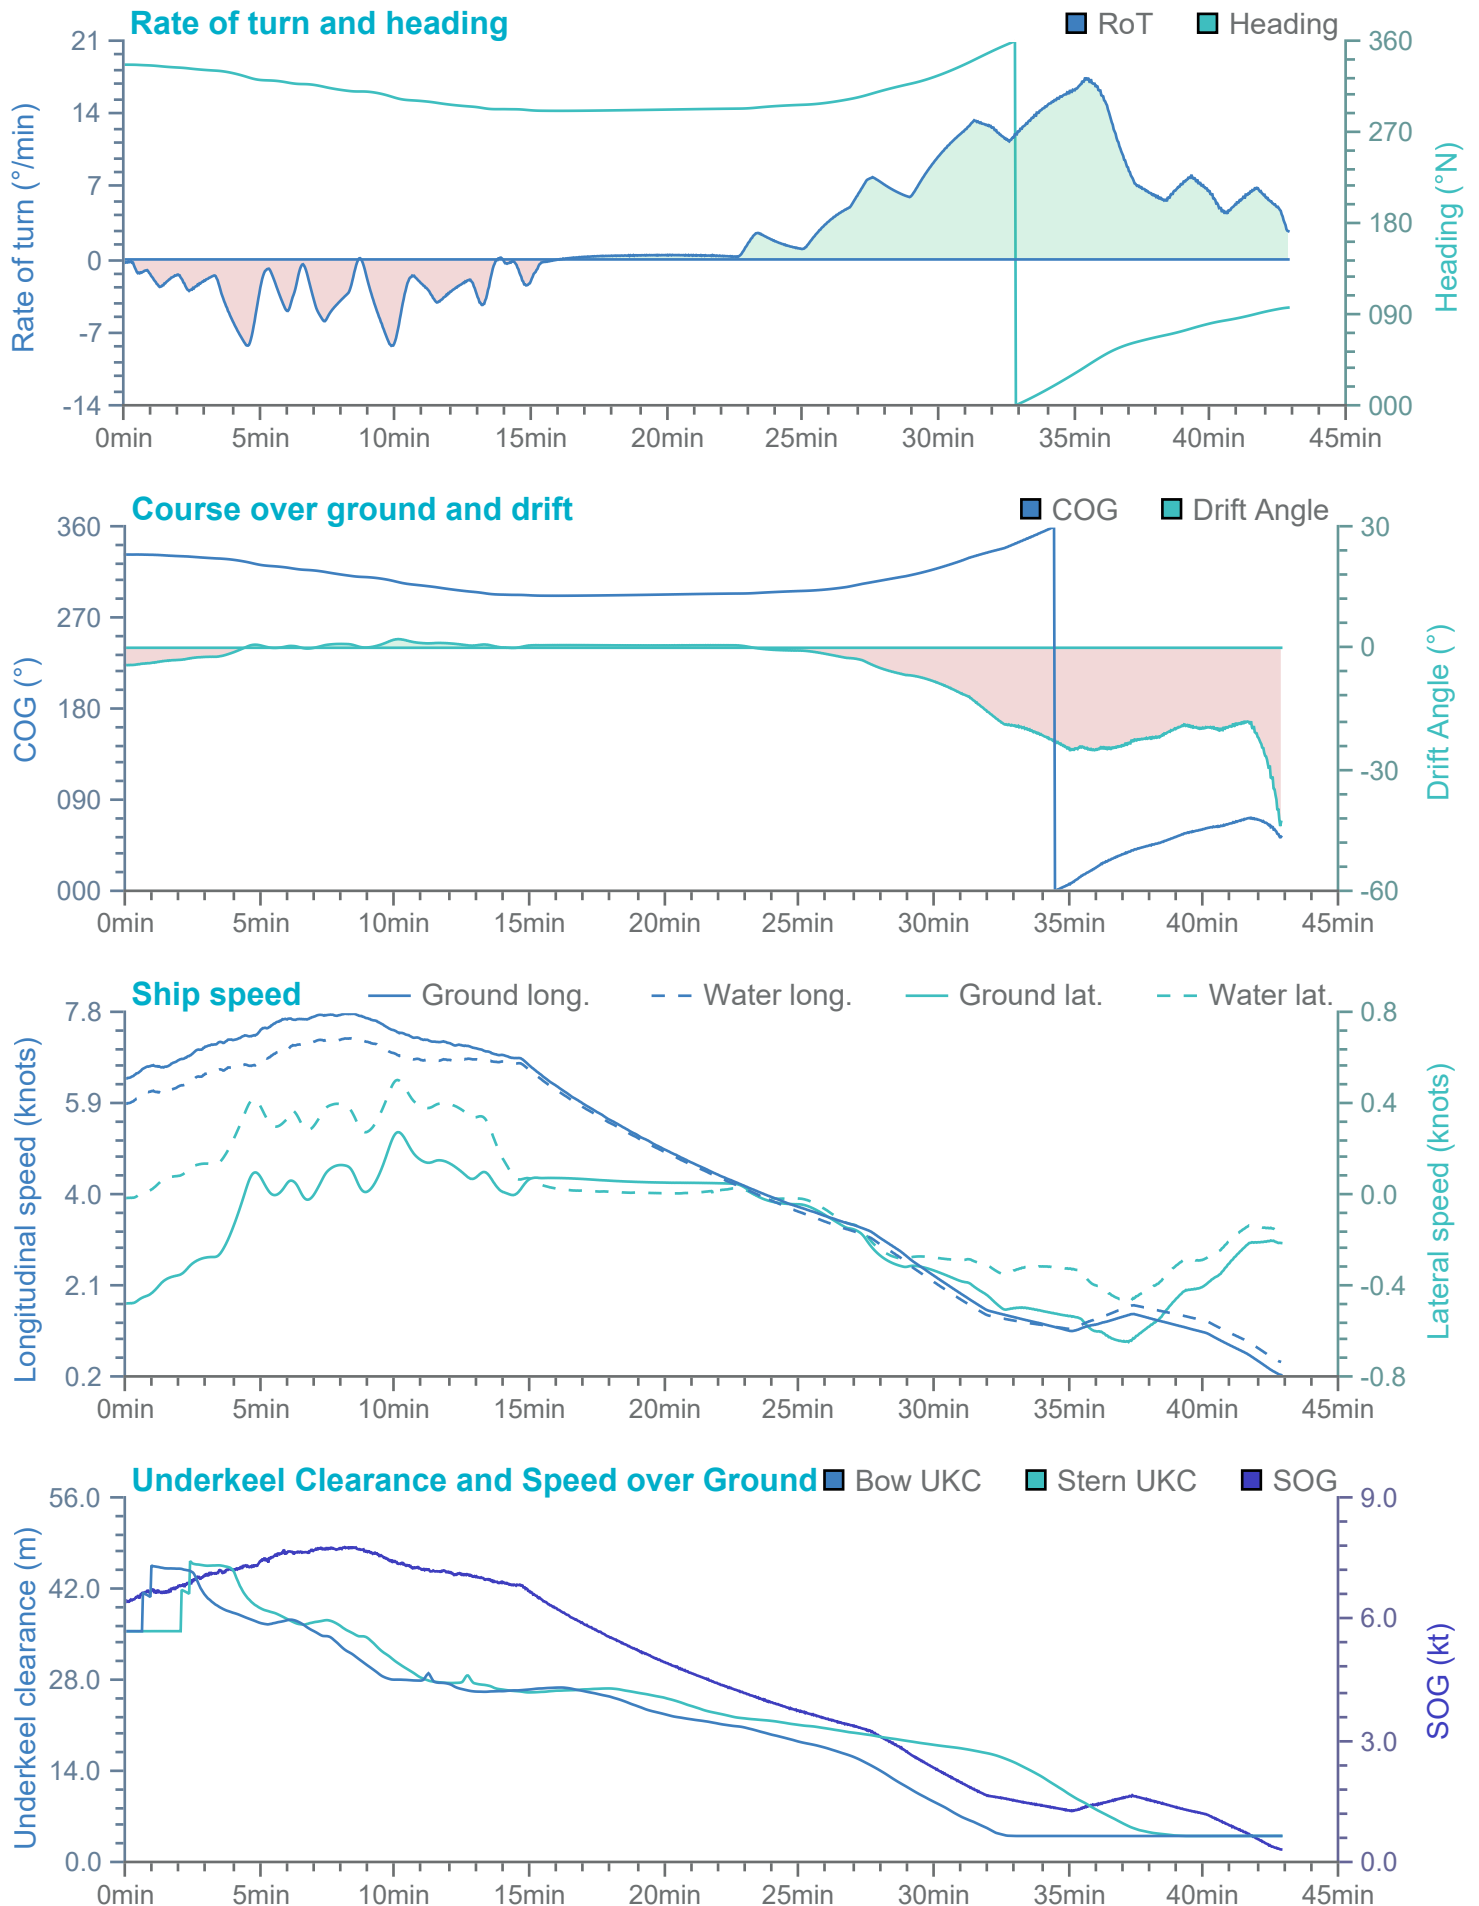 Rate of turn and heading
RoT Heading
21 14 7 0 -7 -14
Rate of turn (°/min)
360 270 180 090 000
Heading (°N)
0min 5min 10min 15min 20min 25min 30min 35min 40min 45min
Course over ground and drift
COG Drift Angle
360 270 180 090 000
COG (°)
30 0 -30 -60
Drift Angle (°)
0min 5min 10min 15min 20min 25min 30min 35min 40min 45min
Ship speed
Ground long. Water long. Ground lat. Water lat.
7.8 5.9 4.0 2.1 0.2
Longitudinal speed (knots)
0.8 0.4 0.0 -0.4 -0.8
Lateral speed (knots)
0min 5min 10min 15min 20min 25min 30min 35min 40min 45min
Underkeel Clearance and Speed over Ground
Bow UKC Stern UKC SOG
56.0 42.0 28.0 14.0 0.0
Underkeel clearance (m)
9.0 6.0 3.0 0.0
SOG (kt)
0min 5min 10min 15min 20min 25min 30min 35min 40min 45min